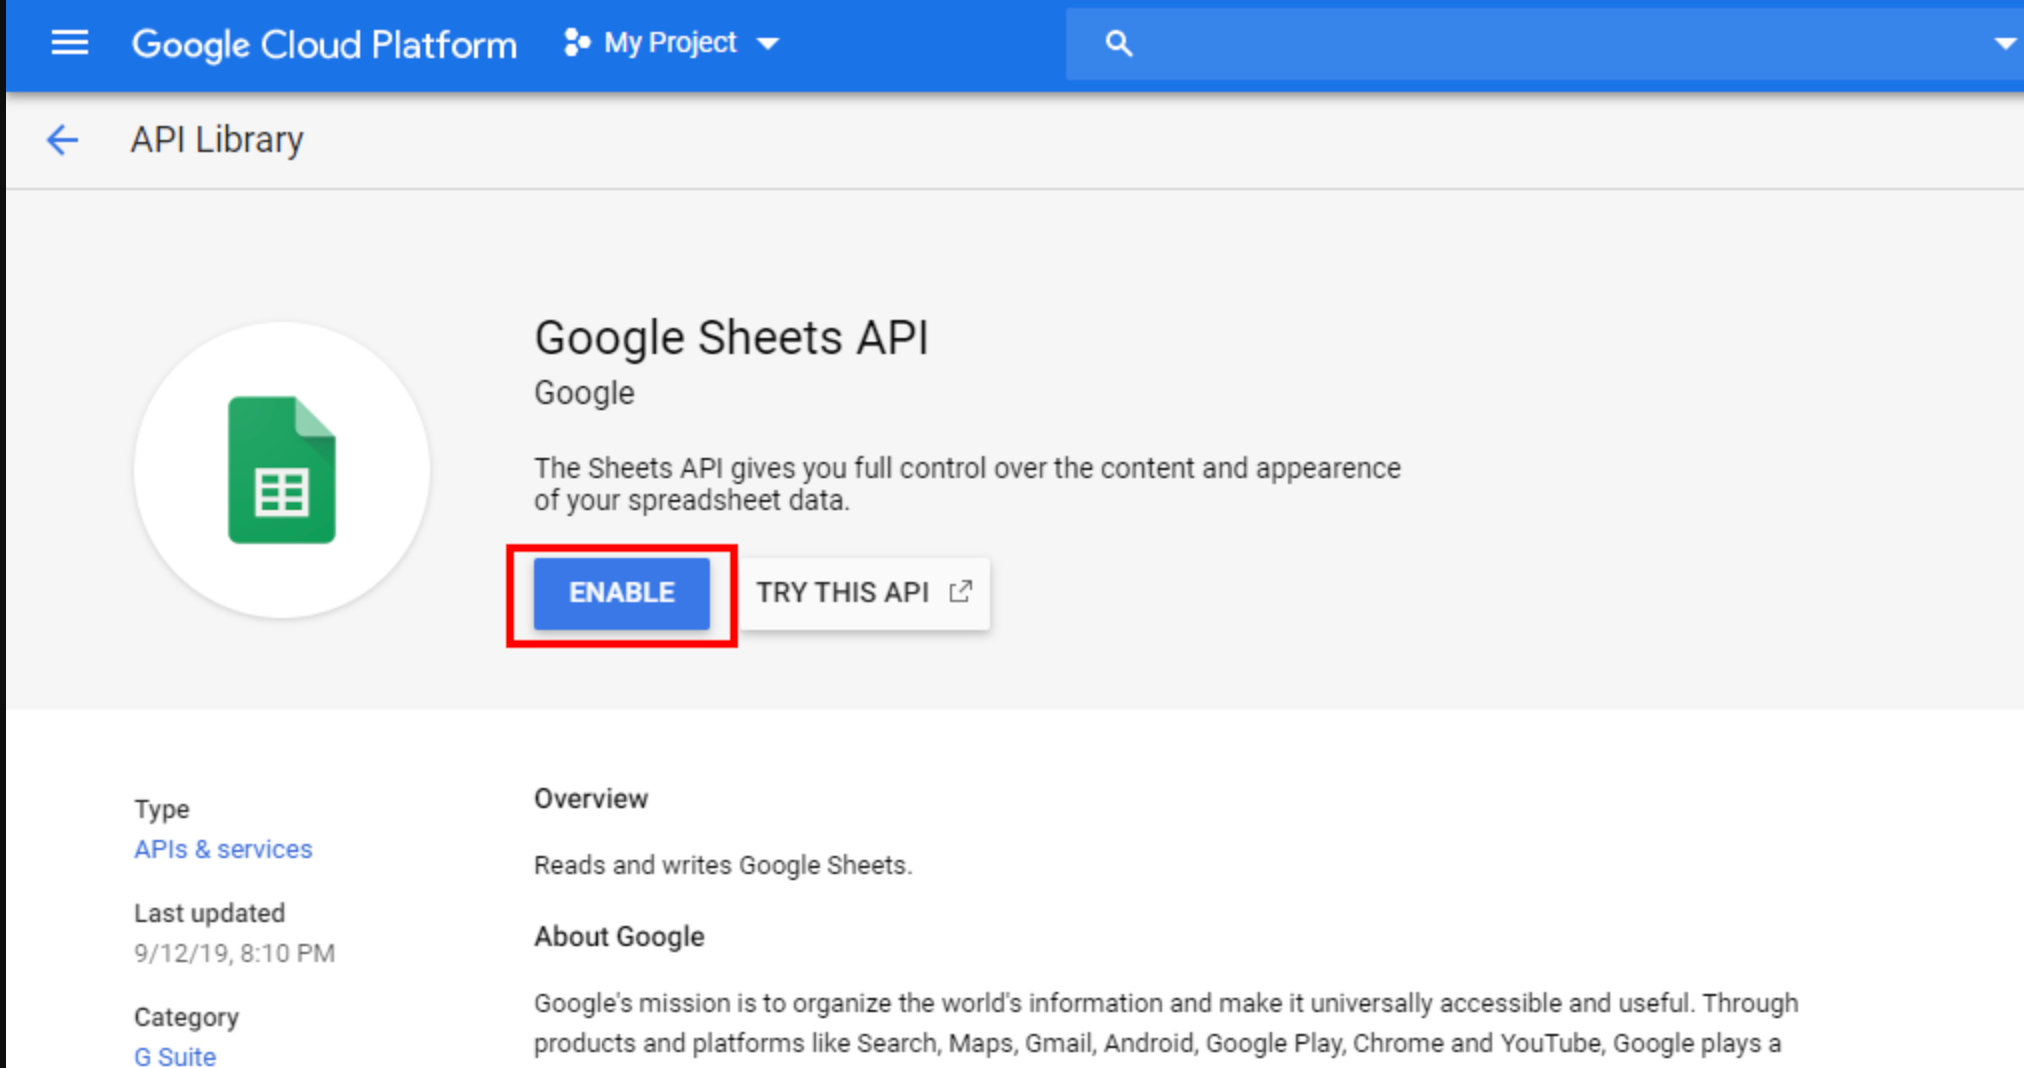 Google Cloud Platform
My Project
API Library
Google Sheets API
Google
The Sheets API gives you full control over the content and appearence
of your spreadsheet data.
ENABLE
TRY THIS API
Type
APIs & services
Last updated
9/12/19, 8:10 PM
Category
G Suite
Overview
Reads and writes Google Sheets.
About Google
Google's mission is to organize the world's information and make it universally accessible and useful. Through
products and platforms like Search, Maps, Gmail, Android, Google Play, Chrome and YouTube, Google plays a